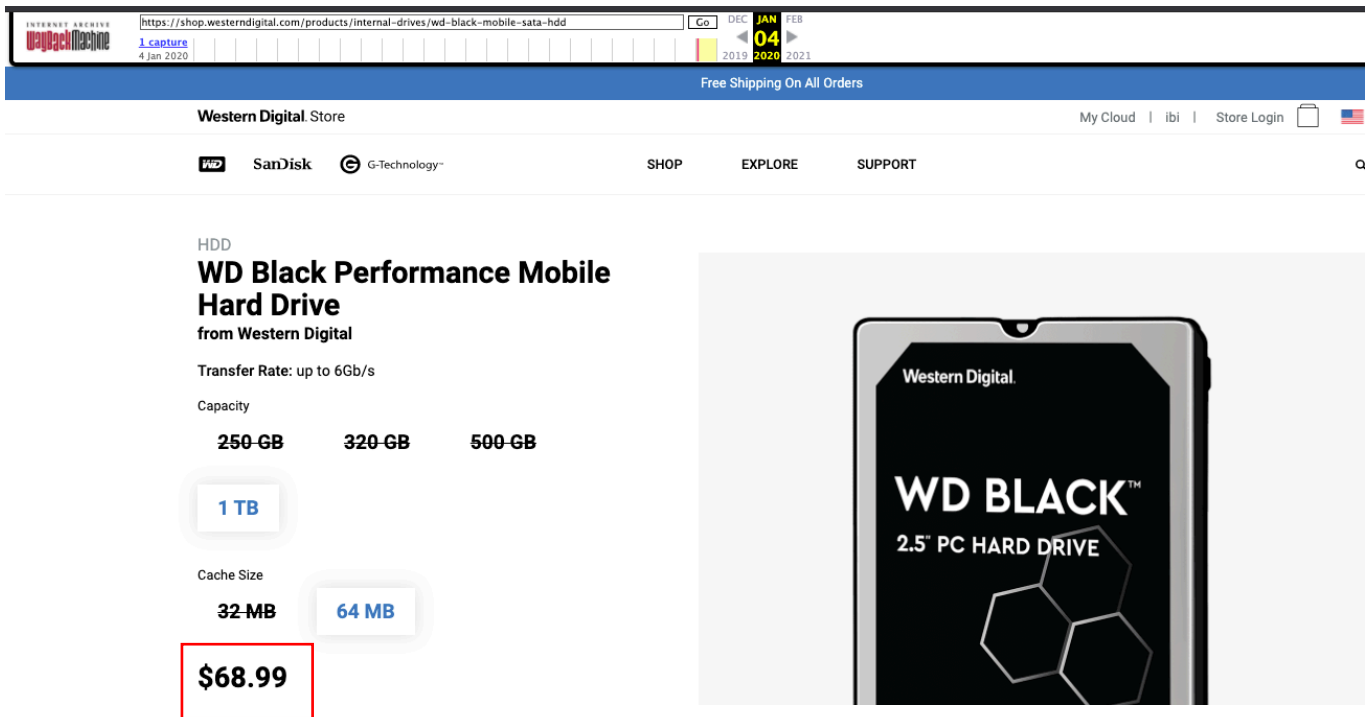 INTERNET ARCHIVE
WayBackMachine
https://shop.westerndigital.com/products/internal-drives/wd-black-mobile-sata-hdd
Go
DEC JAN FEB
1 capture
04
4 Jan 2020
2019 2020 2021
Free Shipping On All Orders
Western Digital. Store
My Cloud | ibi | Store Login
WD SanDisk G-Technology™
SHOP EXPLORE SUPPORT
HDD
WD Black Performance Mobile
Hard Drive
from Western Digital
Transfer Rate: up to 6Gb/s
Capacity
250 GB 320 GB 500 GB
1 TB
Cache Size
32 MB 64 MB
$68.99
Western Digital.
WD BLACK™
2.5" PC HARD DRIVE